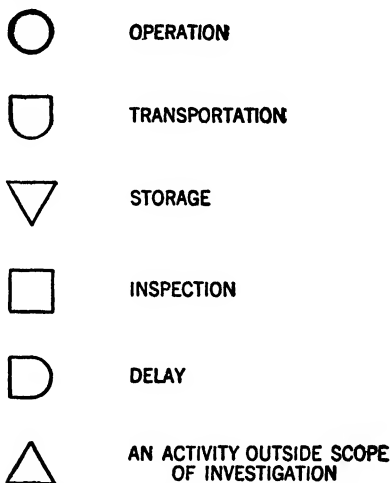 OPERATION
TRANSPORTATION
STORAGE
INSPECTION
DELAY
AN ACTIVITY OUTSIDE SCOPE
OF INVESTIGATION